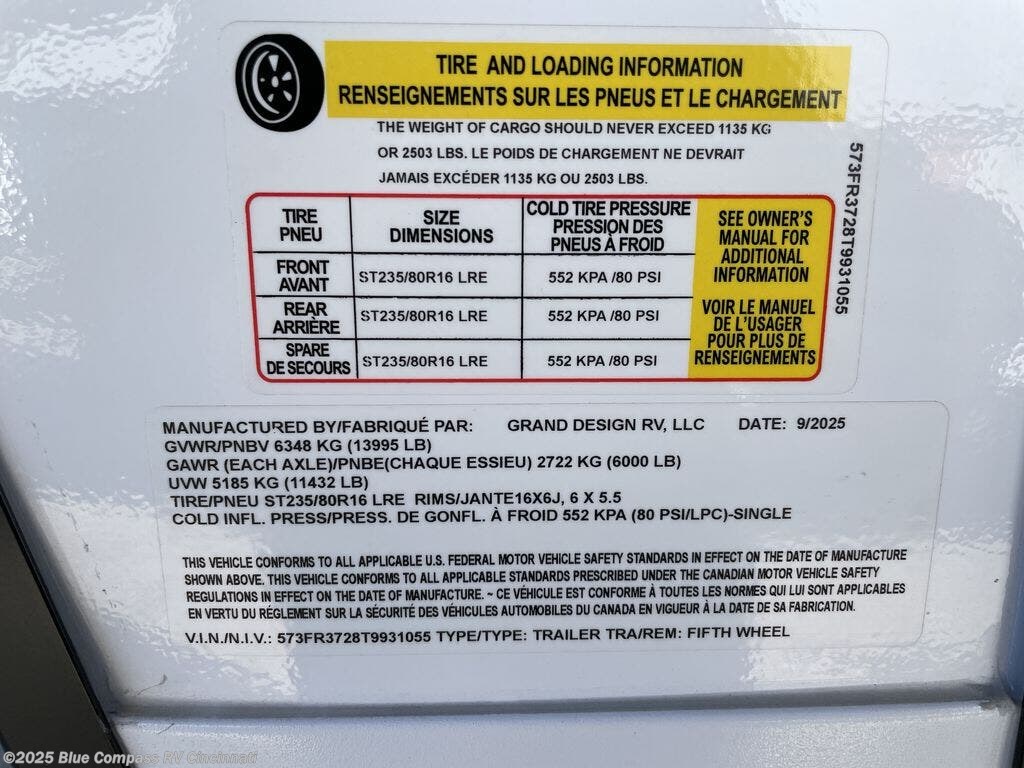 TIRE AND LOADING INFORMATION
RENSEIGNEMENTS SUR LES PNEUS ET LE CHARGEMENT
THE WEIGHT OF CARGO SHOULD NEVER EXCEED 1135 KG
OR 2503 LBS. LE POIDS DE CHARGEMENT NE DEVRAIT
JAMAIS EXCÉDER 1135 KG OU 2503 LBS.
573FR3728T9931055
TIRE
PNEU
SIZE
DIMENSIONS
COLD TIRE PRESSURE
PRESSION DES
PNEUS À FROID
FRONT
AVANT
ST235/80R16 LRE
552 KPA /80 PSI
REAR
ARRIÈRE
ST235/80R16 LRE
552 KPA /80 PSI
SPARE
DE SECOURS
ST235/80R16 LRE
552 KPA /80 PSI
SEE OWNER'S
MANUAL FOR
ADDITIONAL
INFORMATION
VOIR LE MANUEL
DE L'USAGER
POUR PLUS DE
RENSEIGNEMENTS
MANUFACTURED BY/FABRIQUÉ PAR: GRAND DESIGN RV, LLC DATE: 9/2025
GVWR/PNBV 6348 KG (13995 LB)
GAWR (EACH AXLE)/PNBE(CHAQUE ESSIEU) 2722 KG (6000 LB)
UVW 5185 KG (11432 LB)
TIRE/PNEU ST235/80R16 LRE RIMS/JANTE16X6J, 6 X 5.5
COLD INFL. PRESS/PRESS. DE GONFL. À FROID 552 KPA (80 PSI/LPC)-SINGLE
THIS VEHICLE CONFORMS TO ALL APPLICABLE U.S. FEDERAL MOTOR VEHICLE SAFETY STANDARDS IN EFFECT ON THE DATE OF MANUFACTURE
SHOWN ABOVE. THIS VEHICLE CONFORMS TO ALL APPLICABLE STANDARDS PRESCRIBED UNDER THE CANADIAN MOTOR VEHICLE SAFETY
REGULATIONS IN EFFECT ON THE DATE OF MANUFACTURE. ~ CE VÉHICULE EST CONFORME À TOUTES LES NORMES QUI LUI SONT APPLICABLES
EN VERTU DU RÉGLEMENT SUR LA SÉCURITÉ DES VÉHICULES AUTOMOBILES DU CANADA EN VIGUEUR À LA DATE DE SA FABRICATION.
V.I.N./N.I.V.: 573FR3728T9931055 TYPE/TYPE: TRAILER TRA/REM: FIFTH WHEEL
©2025 Blue Compass RV Cincinnati